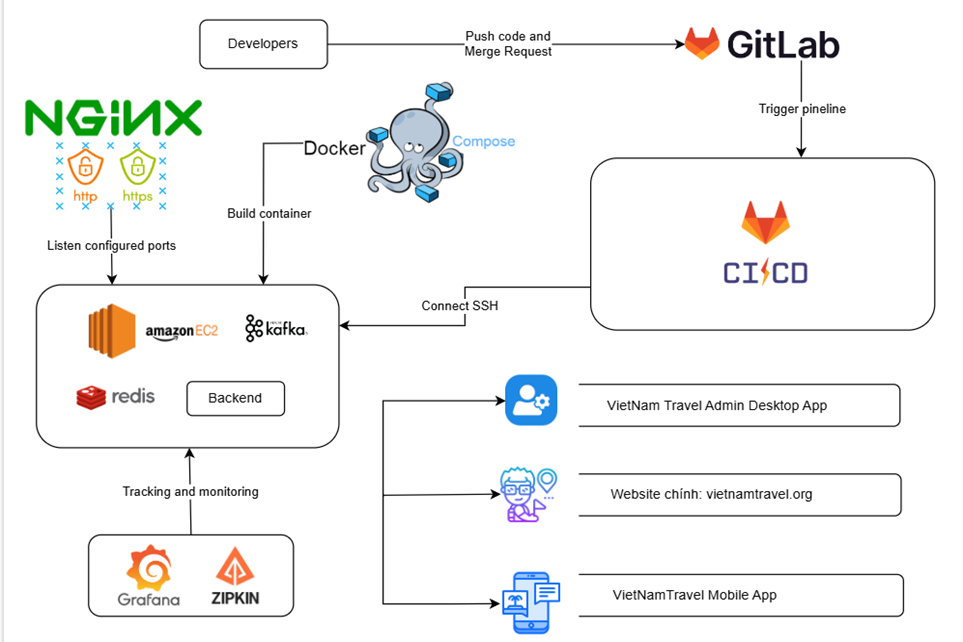 Developers
Push code and
Merge Request
GitLab
Trigger pineline
NGINX
http
https
Docker
Compose
Build container
Listen configured ports
CI CD
Connect SSH
amazon EC2
kafka
redis
Backend
VietNam Travel Admin Desktop App
Tracking and monitoring
Website chính: vietnamtravel.org
Grafana
ZIPKIN
VietNamTravel Mobile App